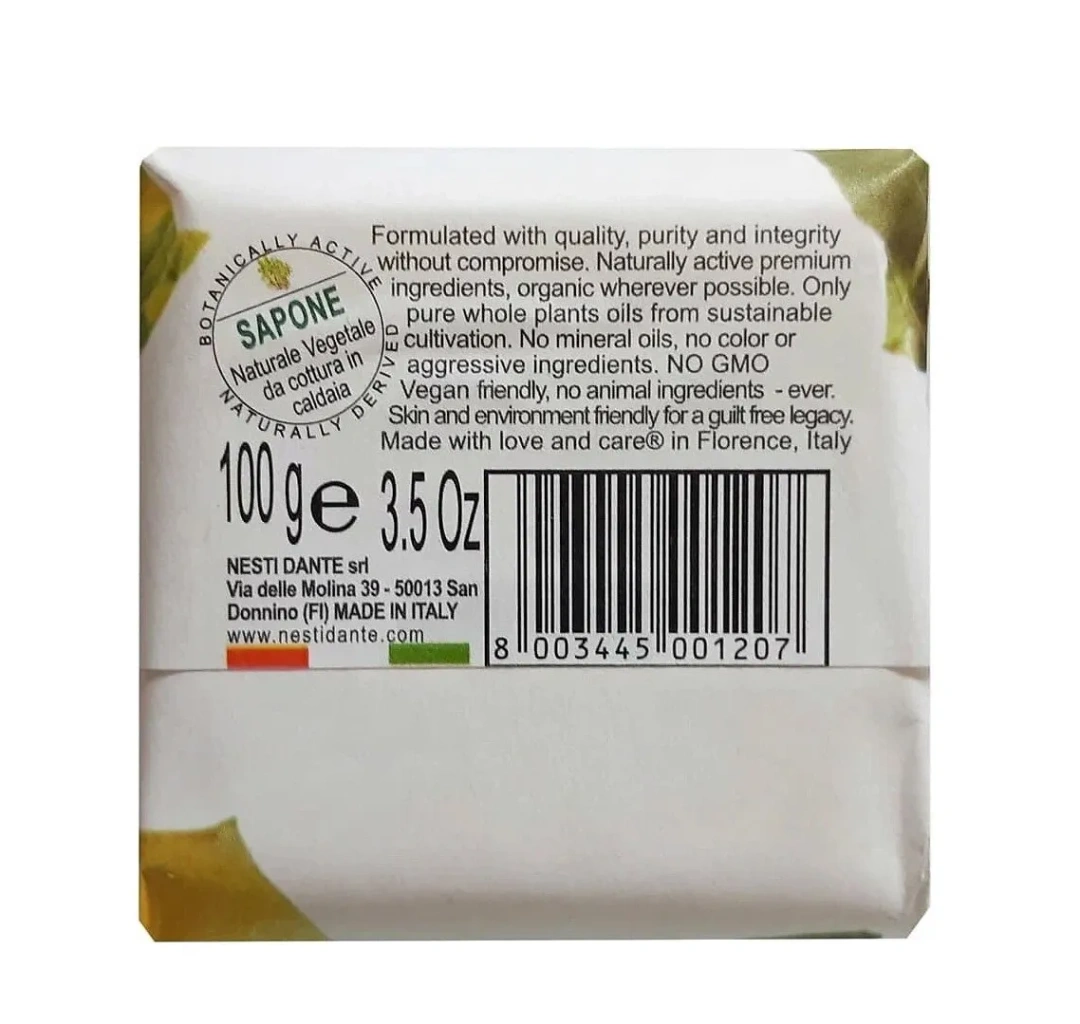 BOTANICALLY ACTIVE
SAPONE
Naturale Vegetale
da cottura in
caldaia
NATURALLY DERIVED
Formulated with quality, purity and integrity
without compromise. Naturally active premium
ingredients, organic wherever possible. Only
pure whole plants oils from sustainable
cultivation. No mineral oils, no color or
aggressive ingredients. NO GMO
Vegan friendly, no animal ingredients - ever.
Skin and environment friendly for a guilt free legacy.
Made with love and care® in Florence, Italy
100 g e 3.5 Oz
NESTI DANTE srl
Via delle Molina 39 - 50013 San
Donnino (FI) MADE IN ITALY
www.nestidante.com
8 003445 001207